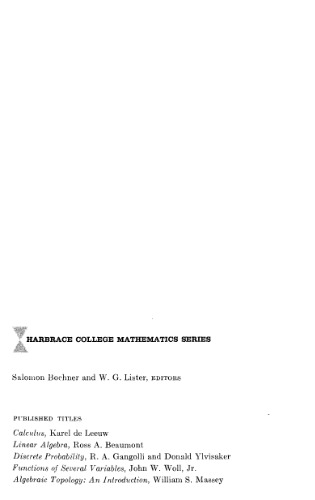 HARBRACE COLLEGE MATHEMATICS SERIES
Salomon Bochner and W. G. Lister, EDITORS
PUBLISHED TITLES
Calculus, Karel de Leeuw
Linear Algebra, Ross A. Beaumont
Discrete Probability, R. A. Gangolli and Donald Ylvisaker
Functions of Several Variables, John W. Woll, Jr.
Algebraic Topology: An Introduction, William S. Massey